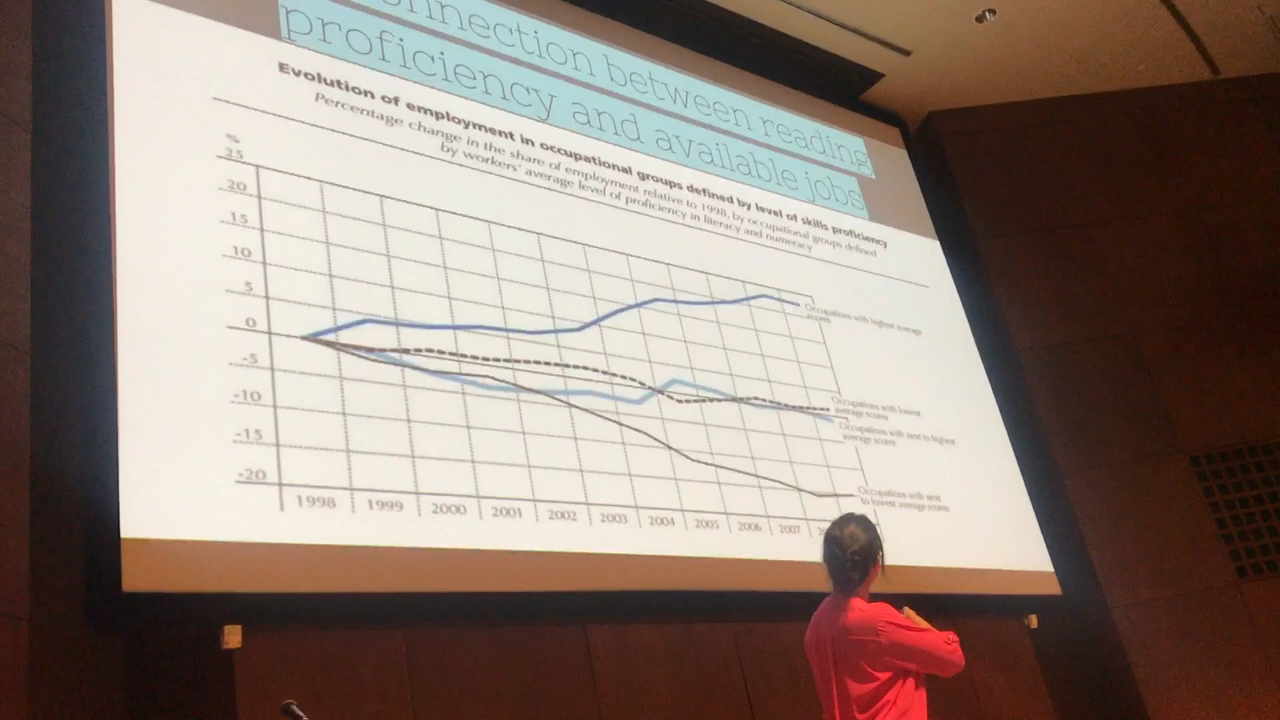 connection between reading
proficiency and available jobs
Evolution of employment in occupational groups defined by level of skills proficiency
Percentage change in the share of employment relative to 1998, by occupational groups defined
by workers' average level of proficiency in literacy and numeracy
%
25
20
15
10
5
0
-5
-10
-15
-20
1998 1999 2000 2001 2002 2003 2004 2005 2006 2007
Occupations with highest average
scores
Occupations with lowest
average scores
Occupations with next to highest
average scores
Occupations with next
to lowest average scores